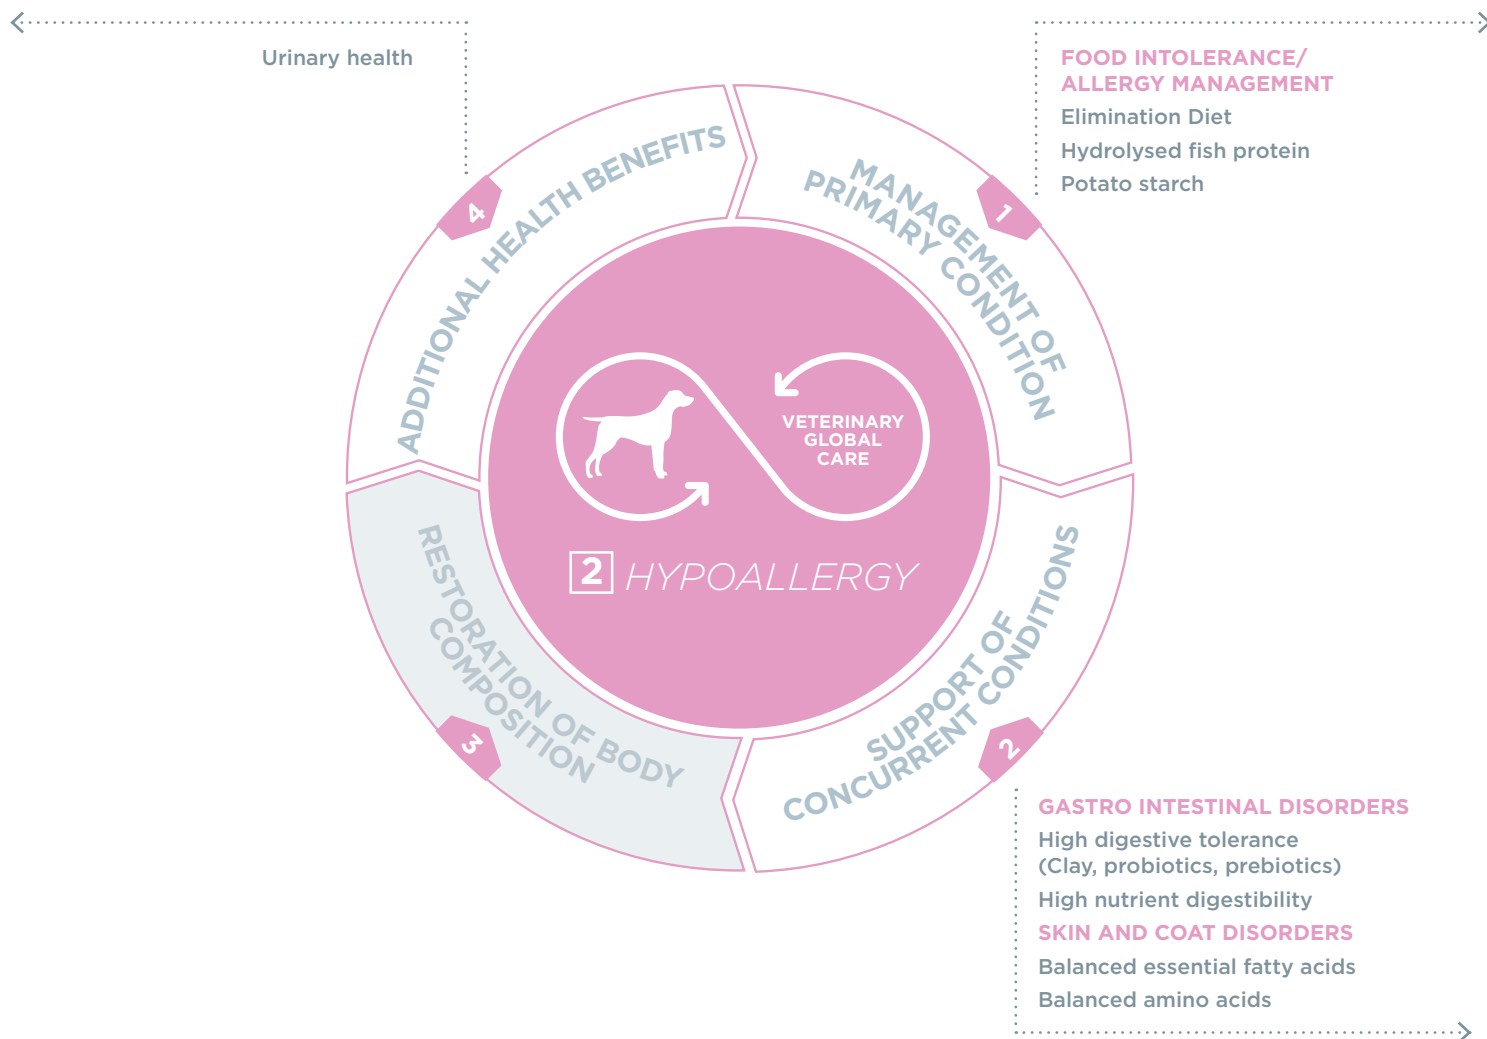 Urinary health
FOOD INTOLERANCE/
ALLERGY MANAGEMENT
Elimination Diet
Hydrolysed fish protein
Potato starch
4
ADDITIONAL HEALTH BENEFITS
1
MANAGEMENT OF
PRIMARY CONDITION
VETERINARY
GLOBAL
CARE
2 HYPOALLERGY
RESTORATION OF BODY
COMPOSITION
3
SUPPORT OF
CONCURRENT CONDITIONS
2
GASTRO INTESTINAL DISORDERS
High digestive tolerance
(Clay, probiotics, prebiotics)
High nutrient digestibility
SKIN AND COAT DISORDERS
Balanced essential fatty acids
Balanced amino acids